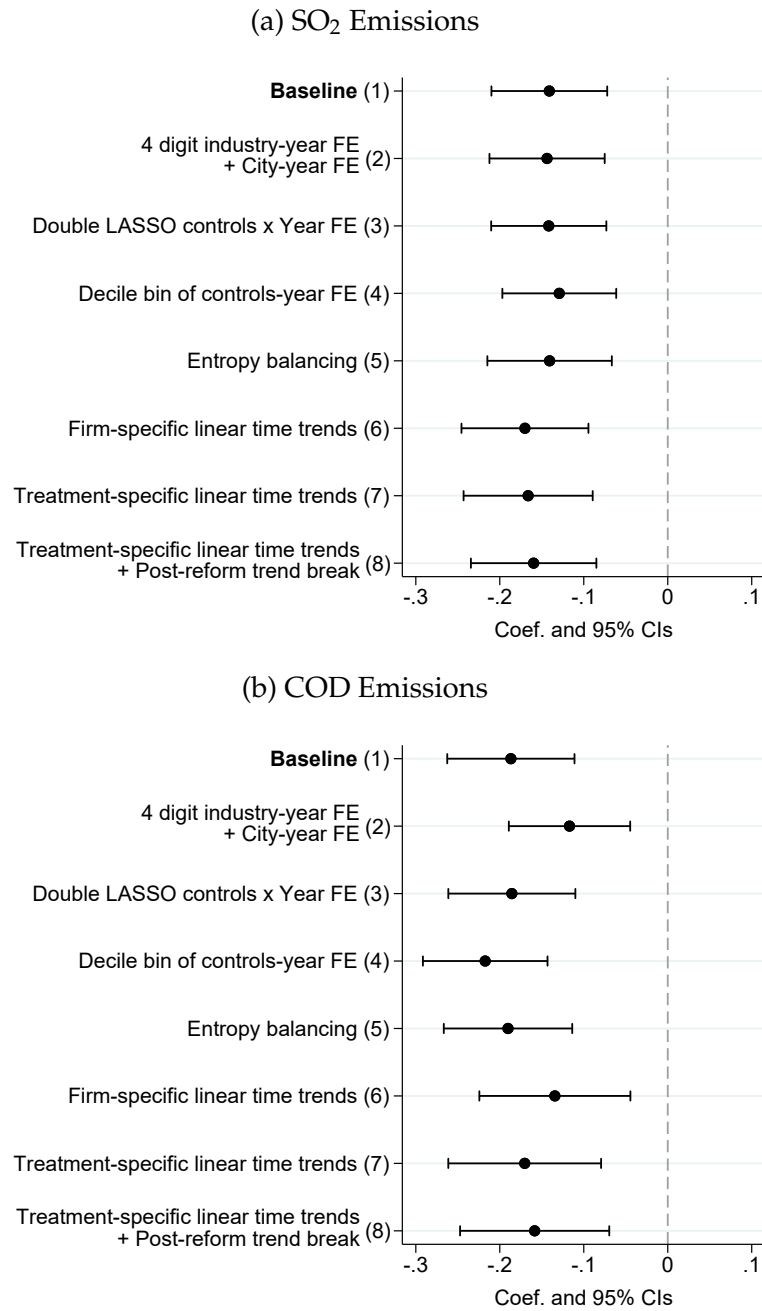 (a) SO₂ Emissions
Baseline (1)
4 digit industry-year FE
+ City-year FE (2)
Double LASSO controls x Year FE (3)
Decile bin of controls-year FE (4)
Entropy balancing (5)
Firm-specific linear time trends (6)
Treatment-specific linear time trends (7)
Treatment-specific linear time trends
+ Post-reform trend break (8)
-.3 -.2 -.1 0 .1
Coef. and 95% CIs
(b) COD Emissions
Baseline (1)
4 digit industry-year FE
+ City-year FE (2)
Double LASSO controls x Year FE (3)
Decile bin of controls-year FE (4)
Entropy balancing (5)
Firm-specific linear time trends (6)
Treatment-specific linear time trends (7)
Treatment-specific linear time trends
+ Post-reform trend break (8)
-.3 -.2 -.1 0 .1
Coef. and 95% CIs